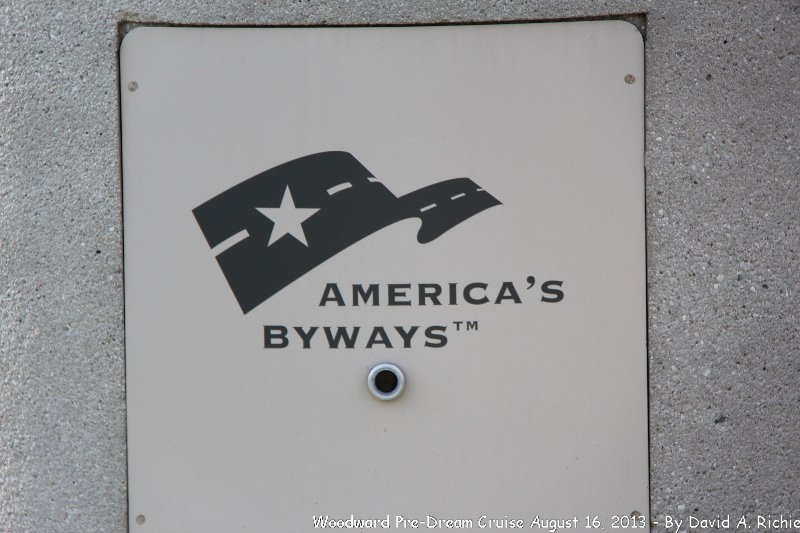 AMERICA'S
BYWAYS™
Woodward Pre-Dream Cruise August 16, 2013 - By David A. Richie